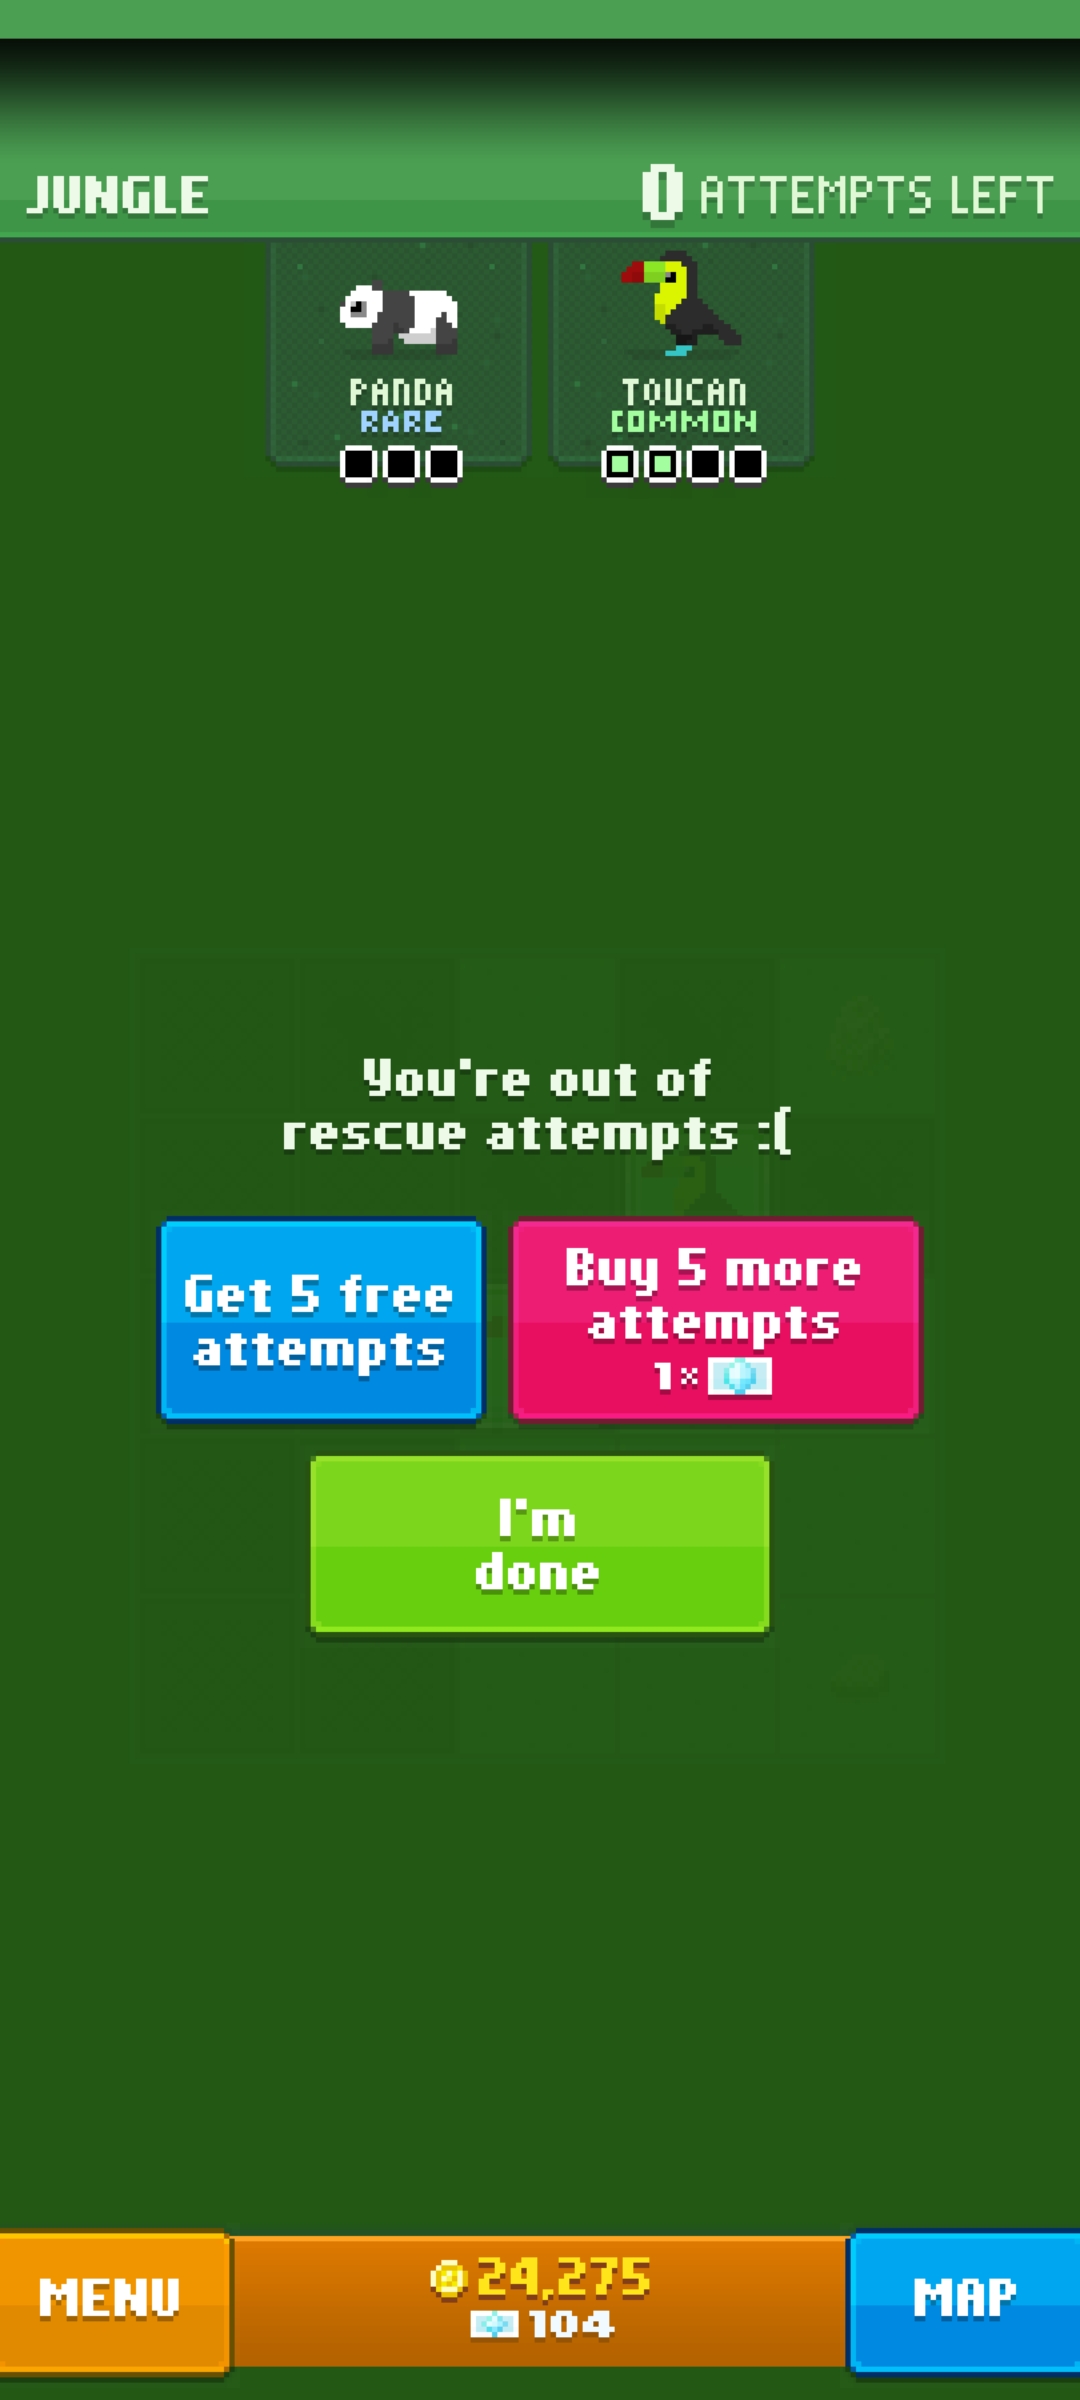 JUNGLE
0 ATTEMPTS LEFT
PANDA
RARE
TOUCAN
COMMON
You're out of
rescue attempts :(
Get 5 free
attempts
Buy 5 more
attempts
1×
I'm
done
MENU
24,275
104
MAP